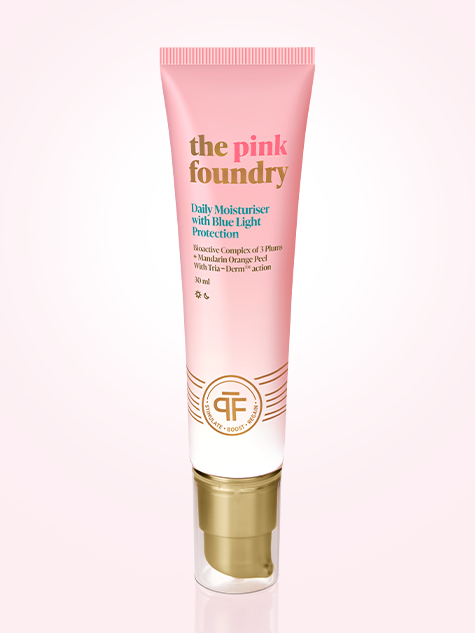 the pink
foundry
Daily Moisturiser
with Blue Light
Protection
Bioactive Complex of 3 Plums
+ Mandarin Orange Peel
With Tria-Derm™ action
30 ml
PF
• STIMULATE • BOOST • REGAIN •